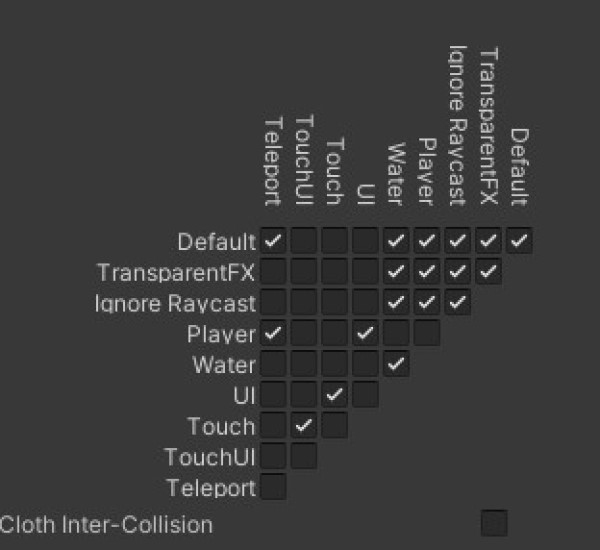 Teleport
TouchUI
Touch
UI
Water
Player
Ignore Raycast
TransparentFX
Default
Default
TransparentFX
Ignore Raycast
Player
Water
UI
Touch
TouchUI
Teleport
Cloth Inter-Collision